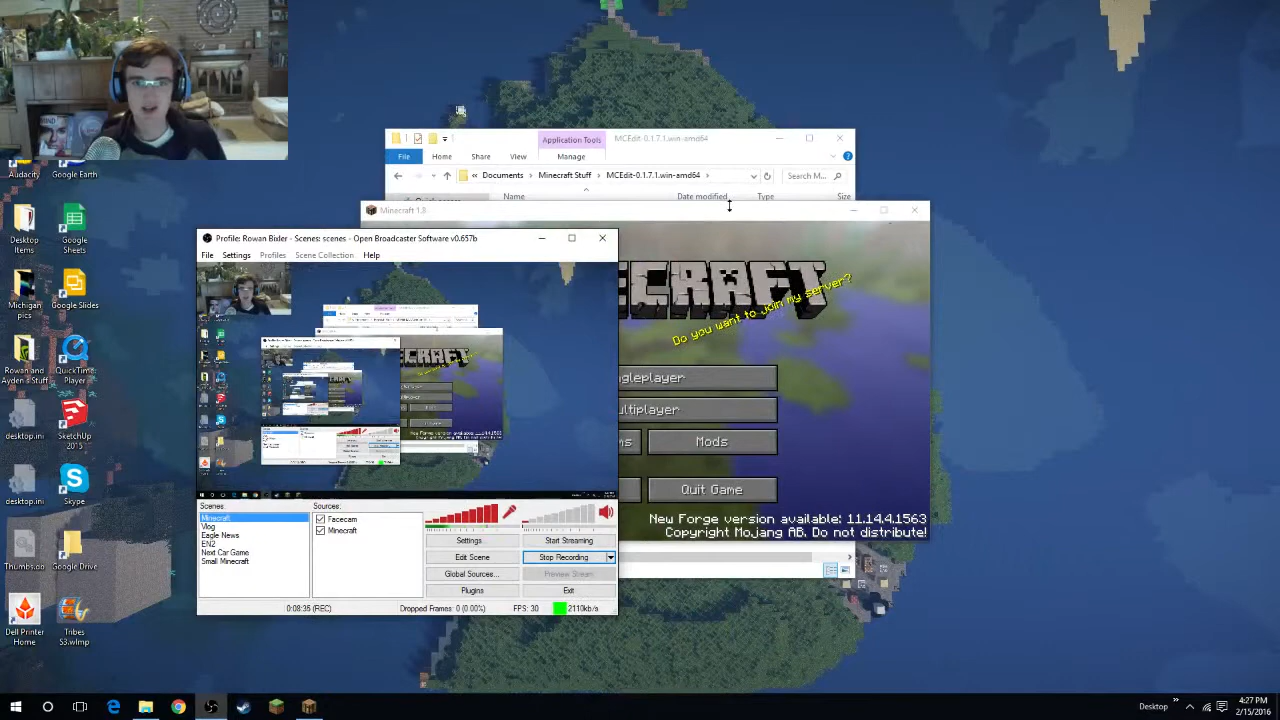 Application Tools
MCEdit-0.1.7.1.win-amd64
File
Home
Share
View
Manage
Documents
Minecraft Stuff
MCEdit-0.1.7.1.win-amd64
Search M...
Name
Date modified
Type
Audacity
Google Earth
Minecraft 1.8
Profile: Rowan Bixler - Scenes: scenes - Open Broadcaster Software v0.657b
File
Settings
Profiles
Scene Collection
Help
Desktop Items
Google Sheets
Do you want to join my server?
Michigan pics
Google Slides
Rowan and Ayden's Stuff
QuickTime Player
Mods
Quit Game
desktop.ini
desktop.ini
Skype
New Forge version available: 11.14.4.1563
Copyright Mojang AB. Do not distribute!
Scenes:
Sources:
Minecraft
Vlog
Eagle News
EN2
Next Car Game
Small Minecraft
Facecam
Minecraft
Settings...
Start Streaming
Edit Scene
Stop Recording
Global Sources...
Preview Stream
Plugins
Exit
0:08:35 (REC)
Dropped Frames: 0 (0.00%)
FPS: 30
2110kb/s
Google Drive
Dell Printer Home
Tribes S3.wlmp
Desktop
4:27 PM
2/15/2016